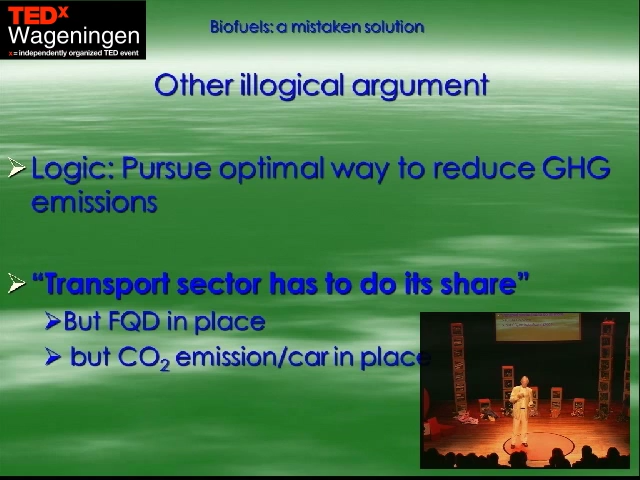 TEDx
Wageningen
x = independently organized TED event
Biofuels: a mistaken solution
Other illogical argument
Logic: Pursue optimal way to reduce GHG
emissions
“Transport sector has to do its share”
But FQD in place
but CO₂ emission/car in place